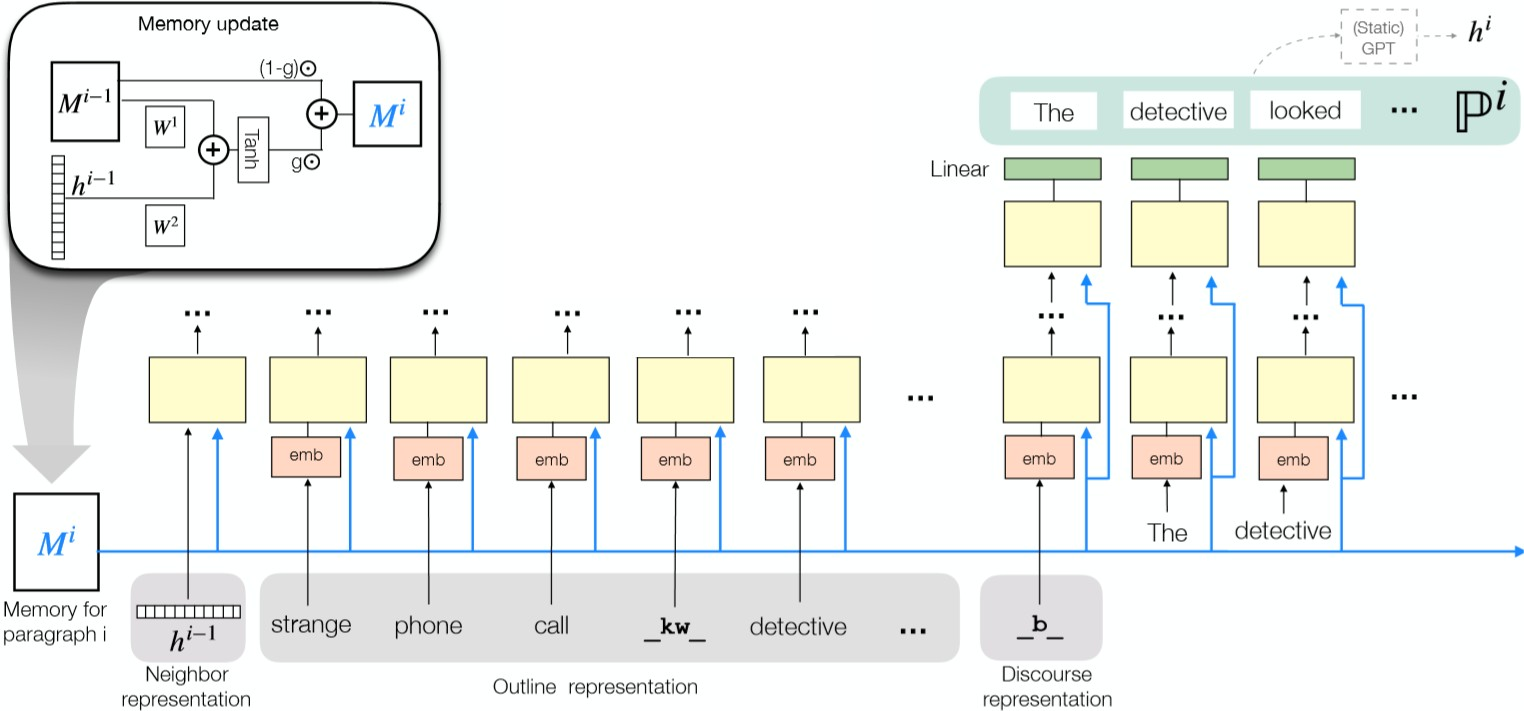 Memory update
(1-g)⊙
M^{i-1}
W^1
Tanh
M^i
g⊙
h^{i-1}
W^2
(Static)
GPT
h^i
The detective looked ... ℙ^i
Linear
... ... ... ... ... ... ... ... ...
... ...
emb emb emb emb emb emb emb emb
The detective
M^i
Memory for
paragraph i
h^{i-1}
strange phone call _kw_ detective ...
_b_
Neighbor
representation
Outline representation
Discourse
representation